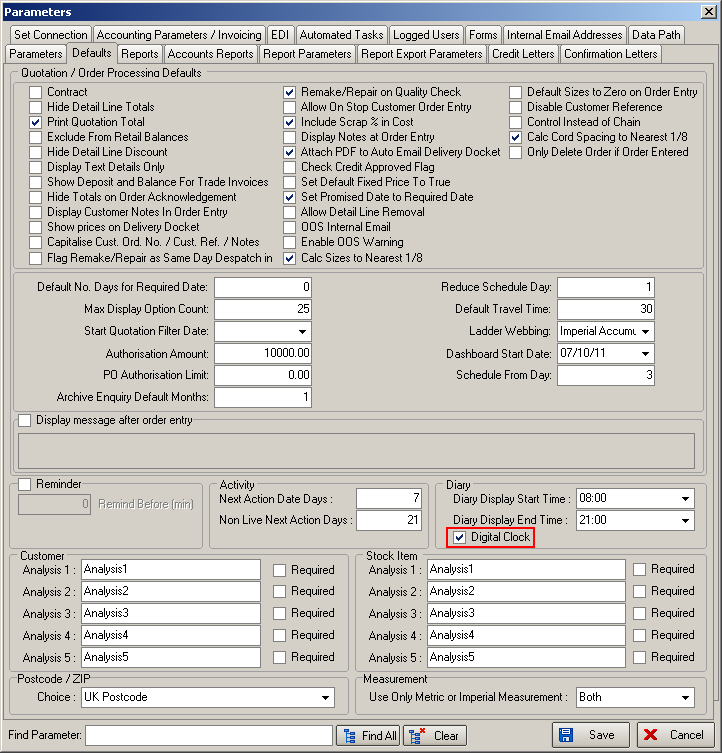 Parameters
Set Connection Accounting Parameters / Invoicing EDI Automated Tasks Logged Users Forms Internal Email Addresses Data Path
Parameters Defaults Reports Accounts Reports Report Parameters Report Export Parameters Credit Letters Confirmation Letters
Quotation / Order Processing Defaults
Contract Remake/Repair on Quality Check Default Sizes to Zero on Order Entry
Hide Detail Line Totals Allow On Stop Customer Order Entry Disable Customer Reference
Print Quotation Total Include Scrap % in Cost Control Instead of Chain
Exclude From Retail Balances Display Notes at Order Entry Calc Cord Spacing to Nearest 1/8
Hide Detail Line Discount Attach PDF to Auto Email Delivery Docket Only Delete Order if Order Entered
Display Text Details Only Check Credit Approved Flag
Show Deposit and Balance For Trade Invoices Set Default Fixed Price To True
Hide Totals on Order Acknowledgement Set Promised Date to Required Date
Display Customer Notes In Order Entry Allow Detail Line Removal
Show prices on Delivery Docket OOS Internal Email
Capitalise Cust. Ord. No. / Cust. Ref. / Notes Enable OOS Warning
Flag Remake/Repair as Same Day Despatch in Calc Sizes to Nearest 1/8
Default No. Days for Required Date: 0 Reduce Schedule Day: 1
Max Display Option Count: 25 Default Travel Time: 30
Start Quotation Filter Date: Ladder Webbing: Imperial Accumu
Authorisation Amount: 10000.00 Dashboard Start Date: 07/10/11
PO Authorisation Limit: 0.00 Schedule From Day: 3
Archive Enquiry Default Months: 1
Display message after order entry
Reminder Activity Diary
0 Remind Before (min) Next Action Date Days : 7 Diary Display Start Time : 08:00
Non Live Next Action Days : 21 Diary Display End Time : 21:00
Digital Clock
Customer Stock Item
Analysis 1 : Analysis1 Required Analysis 1 : Analysis1 Required
Analysis 2 : Analysis2 Required Analysis 2 : Analysis2 Required
Analysis 3 : Analysis3 Required Analysis 3 : Analysis3 Required
Analysis 4 : Analysis4 Required Analysis 4 : Analysis4 Required
Analysis 5 : Analysis5 Required Analysis 5 : Analysis5 Required
Postcode / ZIP Measurement
Choice : UK Postcode Use Only Metric or Imperial Measurement : Both
Find Parameter: Find All Clear Save Cancel